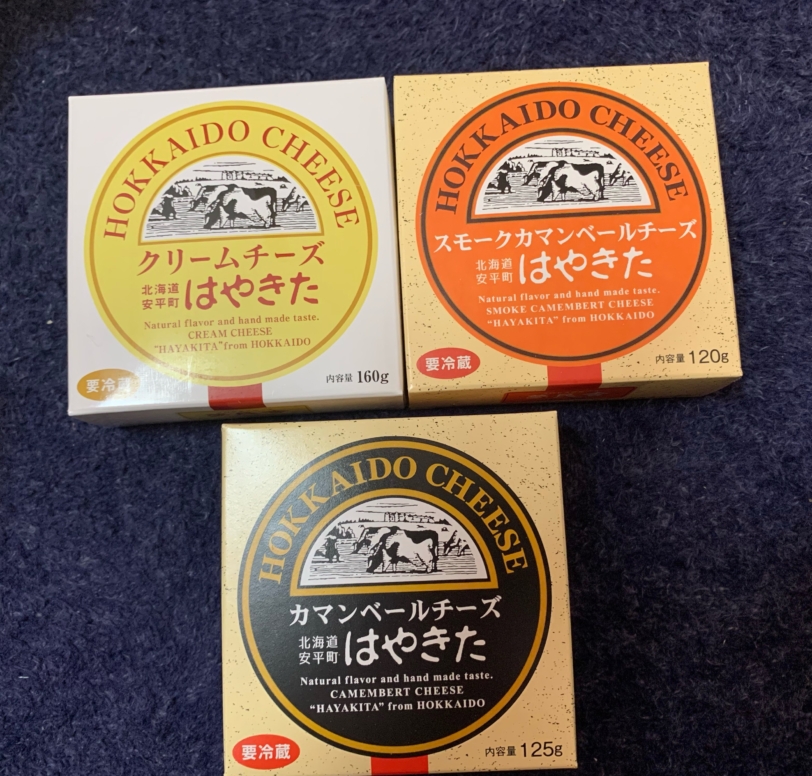 HOKKAIDO CHEESE
クリームチーズ
北海道
安平町
はやきた
Natural flavor and hand made taste.
CREAM CHEESE
"HAYAKITA" from HOKKAIDO
要冷蔵
内容量 160g
HOKKAIDO CHEESE
スモークカマンベールチーズ
北海道
安平町
はやきた
Natural flavor and hand made taste.
SMOKE CAMEMBERT CHEESE
"HAYAKITA" from HOKKAIDO
要冷蔵
内容量 120g
HOKKAIDO CHEESE
カマンベールチーズ
北海道
安平町
はやきた
Natural flavor and hand made taste.
CAMEMBERT CHEESE
"HAYAKITA" from HOKKAIDO
要冷蔵
内容量 125g